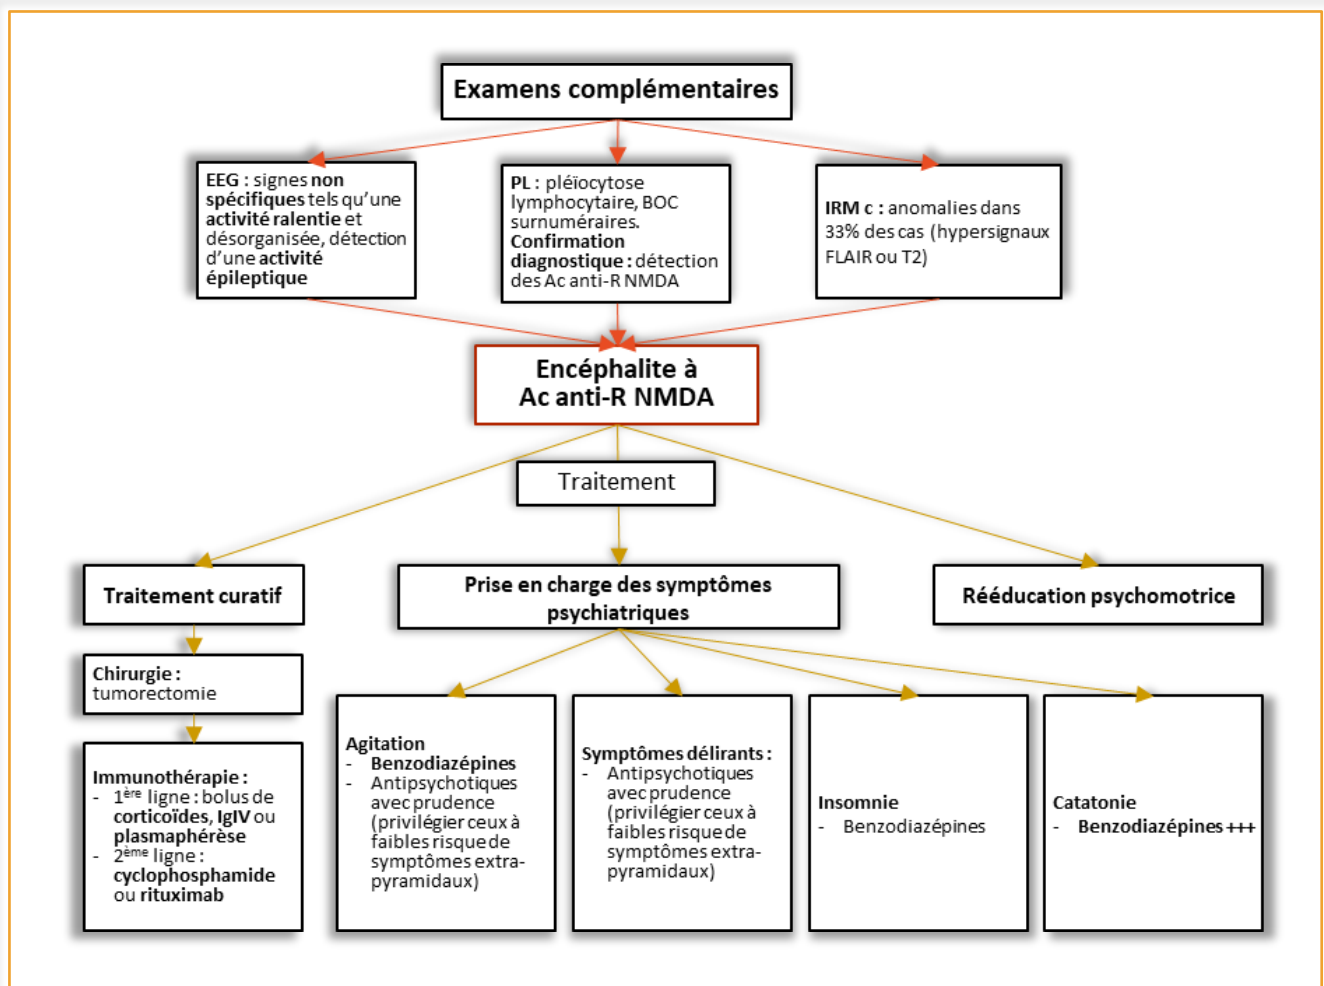 Examens complémentaires
EEG : signes non
spécifiques tels qu'une
activité ralentie et
désorganisée, détection
d'une activité
épileptique
PL : pléïocytose
lymphocytaire, BOC
surnuméraires.
Confirmation
diagnostique : détection
des Ac anti-R NMDA
IRM c : anomalies dans
33% des cas (hypersignaux
FLAIR ou T2)
Encéphalite à
Ac anti-R NMDA
Traitement
Traitement curatif
Prise en charge des symptômes
psychiatriques
Rééducation psychomotrice
Chirurgie :
tumorectomie
Immunothérapie :
- 1ère ligne : bolus de
corticoïdes, IgIV ou
plasmaphérèse
- 2ème ligne :
cyclophosphamide
ou rituximab
Agitation
- Benzodiazépines
- Antipsychotiques
avec prudence
(privilégier ceux à
faibles risque de
symptômes extra-
pyramidaux)
Symptômes délirants :
- Antipsychotiques
avec prudence
(privilégier ceux à
faibles risque de
symptômes extra-
pyramidaux)
Insomnie
- Benzodiazépines
Catatonie
- Benzodiazépines +++